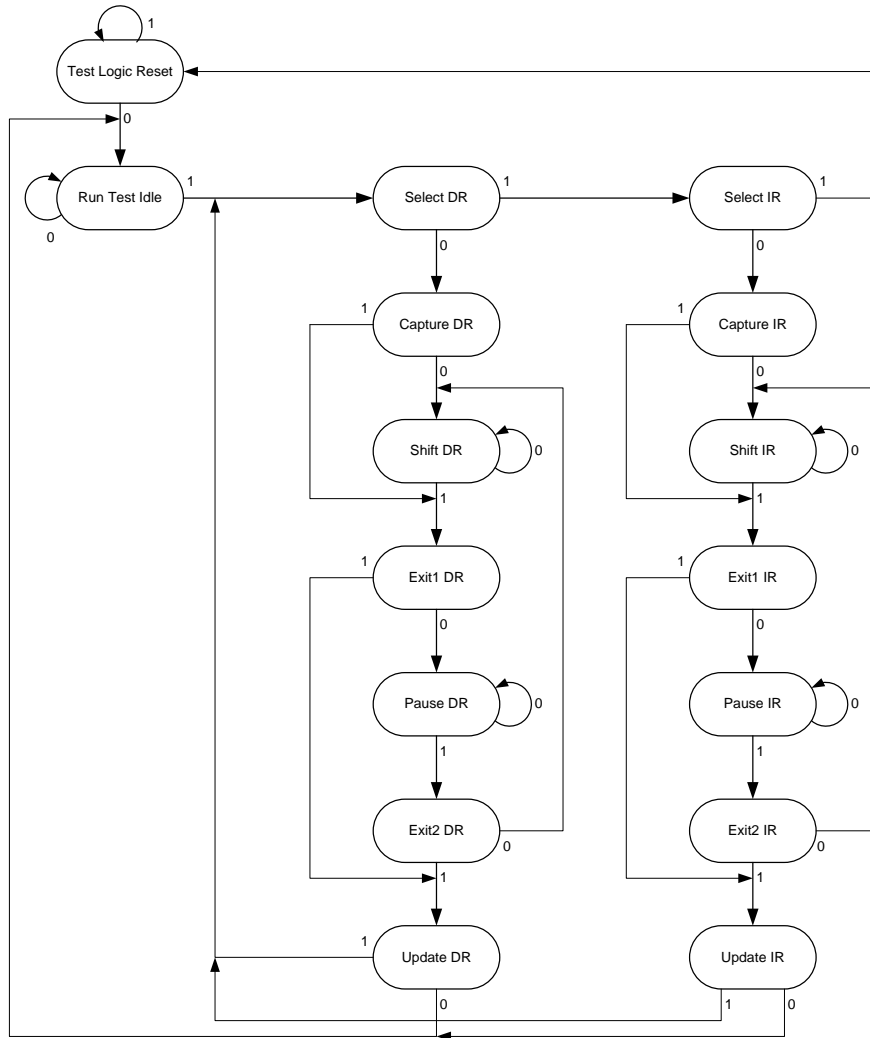 1
Test Logic Reset
0
Run Test Idle
1
0
Select DR
1
Select IR
1
0
0
1
Capture DR
1
Capture IR
0
0
Shift DR
0
Shift IR
0
1
1
1
Exit1 DR
1
Exit1 IR
0
0
Pause DR
0
Pause IR
0
1
1
Exit2 DR
0
Exit2 IR
0
1
1
1
Update DR
Update IR
0
1
0